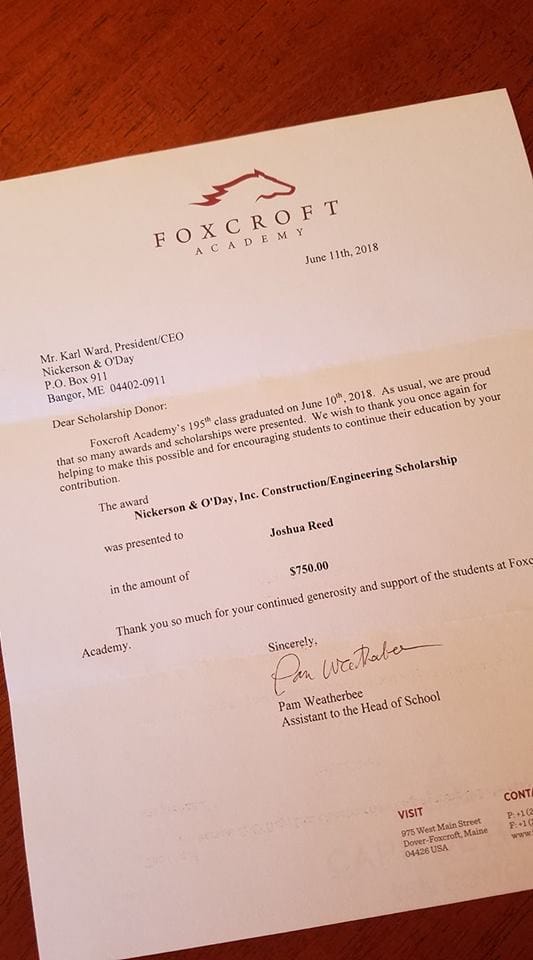 FOXCROFT
ACADEMY
June 11th, 2018
Mr. Karl Ward, President/CEO
Nickerson & O'Day
P.O. Box 911
Bangor, ME 04402-0911
Dear Scholarship Donor:
Foxcroft Academy's 195th class graduated on June 10th, 2018. As usual, we are proud
that so many awards and scholarships were presented. We wish to thank you once again for
helping to make this possible and for encouraging students to continue their education by your
contribution.
The award
Nickerson & O'Day, Inc. Construction/Engineering Scholarship
was presented to
Joshua Reed
in the amount of
$750.00
Thank you so much for your continued generosity and support of the students at Foxc
Academy.
Sincerely,
Pam Weatherbee
Pam Weatherbee
Assistant to the Head of School
VISIT
975 West Main Street
Dover-Foxcroft, Maine
04426 USA
CONT
P: +1 (2
F: +1 (
www.